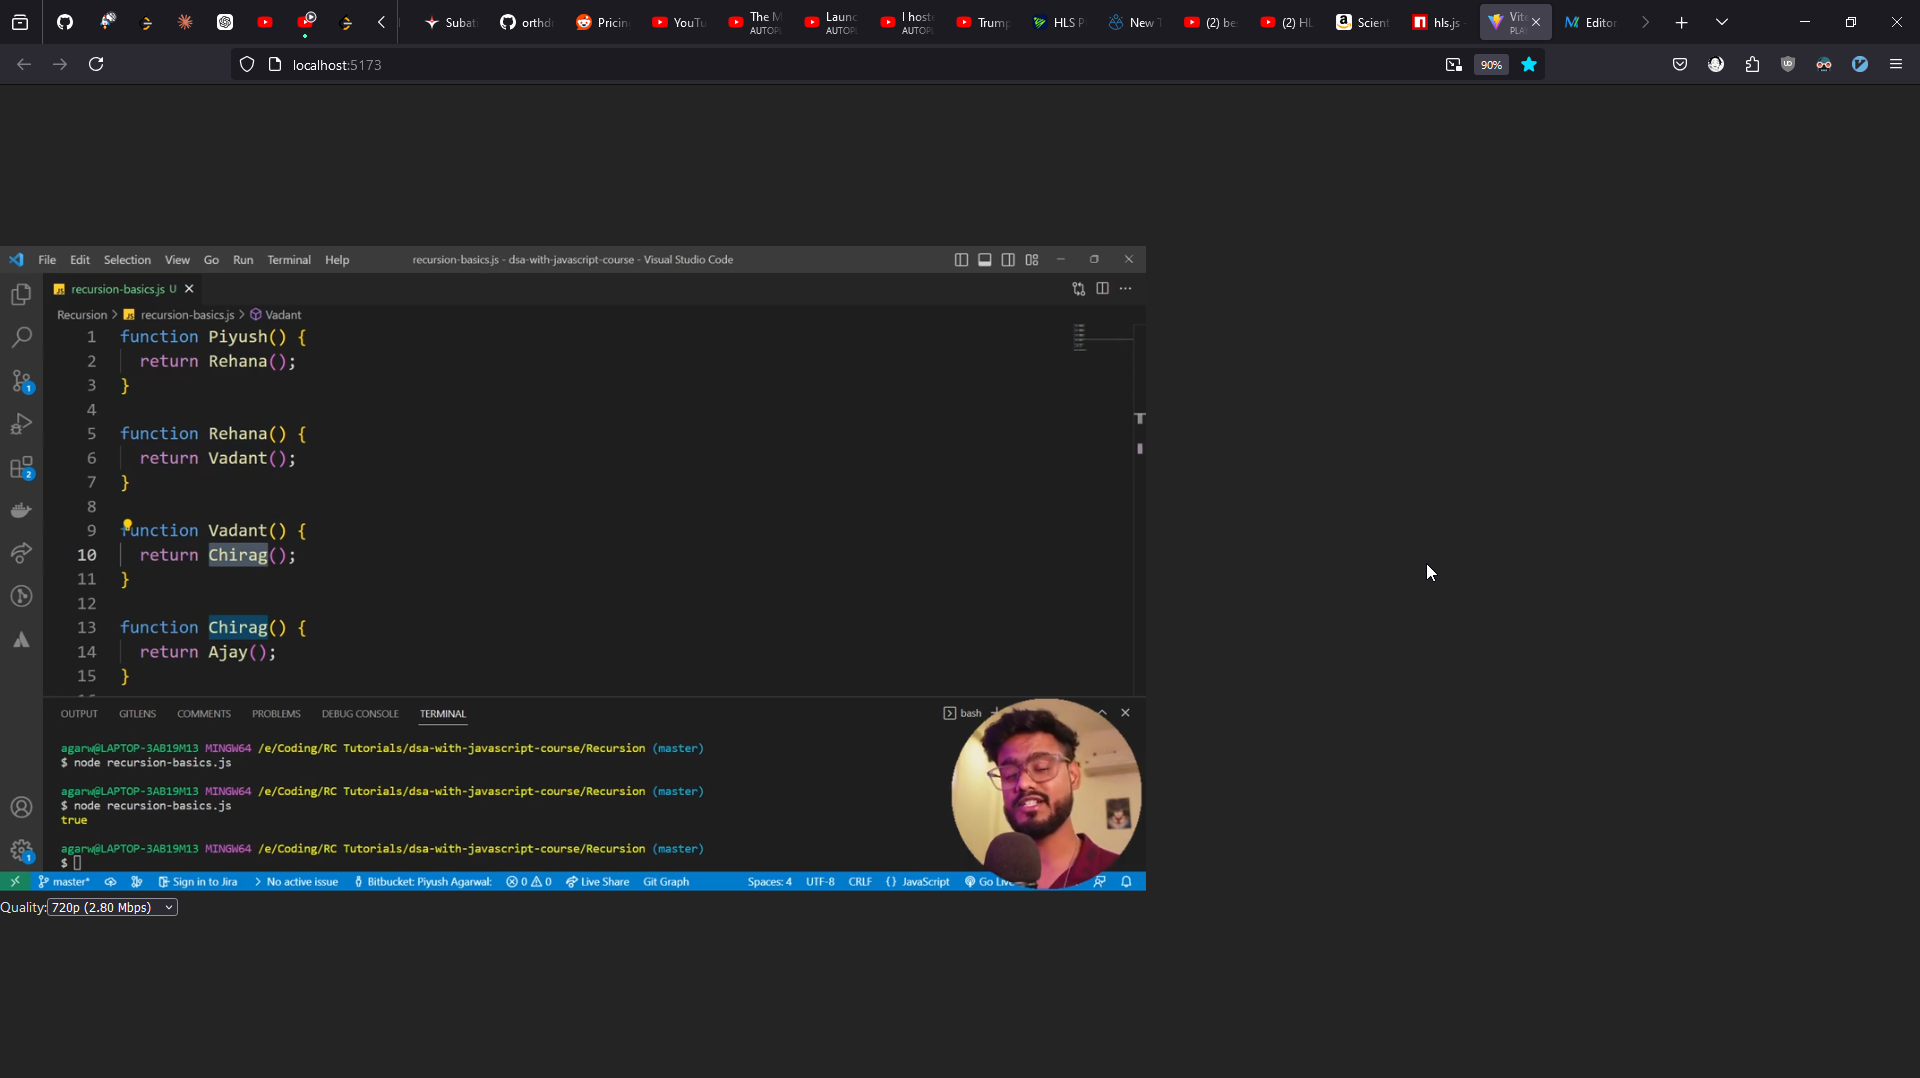 Subati
orthdr
Pricin
YouTu
The M
AUTOPL
Launc
AUTOPL
I hoste
AUTOPL
Trump
HLS P
New T
(2) be
(2) HL
Scient
hls.js
Vite
PLA
Editor
localhost:5173
90%
File Edit Selection View Go Run Terminal Help
recursion-basics.js - dsa-with-javascript-course - Visual Studio Code
recursion-basics.js U
Recursion > recursion-basics.js > Vadant
1 function Piyush() {
2 return Rehana();
3 }
4
5 function Rehana() {
6 return Vadant();
7 }
8
9 function Vadant() {
10 return Chirag();
11 }
12
13 function Chirag() {
14 return Ajay();
15 }
OUTPUT GITLENS COMMENTS PROBLEMS DEBUG CONSOLE TERMINAL
bash
agarw@LAPTOP-3AB19M13 MINGW64 /e/Coding/RC Tutorials/dsa-with-javascript-course/Recursion (master)
$ node recursion-basics.js
agarw@LAPTOP-3AB19M13 MINGW64 /e/Coding/RC Tutorials/dsa-with-javascript-course/Recursion (master)
$ node recursion-basics.js
true
agarw@LAPTOP-3AB19M13 MINGW64 /e/Coding/RC Tutorials/dsa-with-javascript-course/Recursion (master)
$
master* Sign in to Jira No active issue Bitbucket: Piyush Agarwal: 0 0 Live Share Git Graph Spaces: 4 UTF-8 CRLF {} JavaScript Go Live
Quality: 720p (2.80 Mbps)